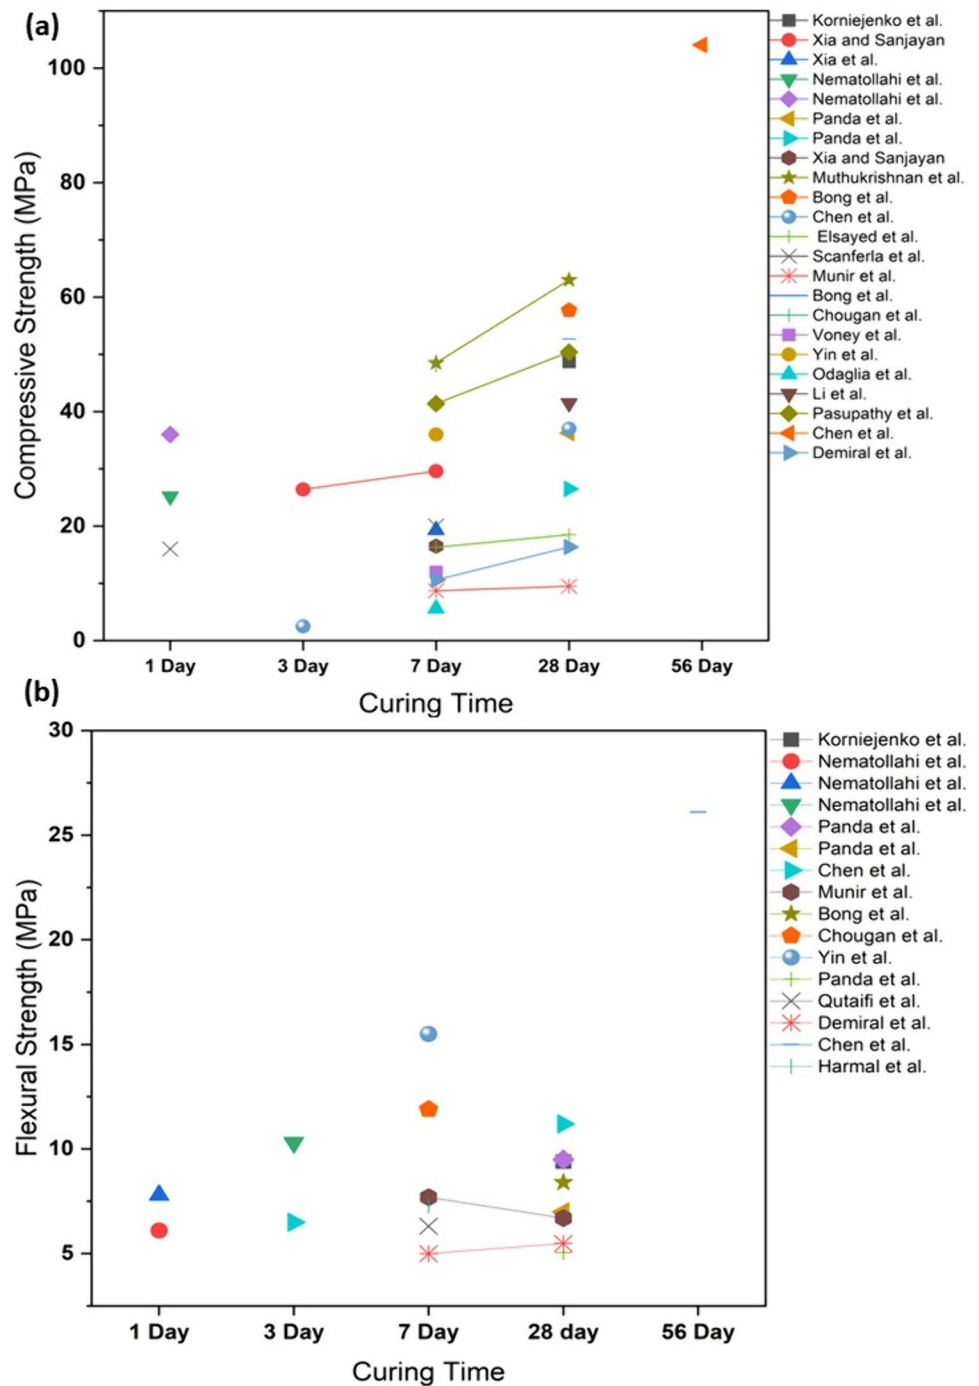 (a)
100
80
60
40
20
0
Compressive Strength (MPa)
1 Day
3 Day
7 Day
28 Day
56 Day
Curing Time
Korniejenko et al.
Xia and Sanjayan
Xia et al.
Nematollahi et al.
Nematollahi et al.
Panda et al.
Panda et al.
Xia and Sanjayan
Muthukrishnan et al.
Bong et al.
Chen et al.
Elsayed et al.
Scanferla et al.
Munir et al.
Bong et al.
Chougan et al.
Voney et al.
Yin et al.
Odaglia et al.
Li et al.
Pasupathy et al.
Chen et al.
Demiral et al.
(b)
30
25
20
15
10
5
Flexural Strength (MPa)
1 Day
3 Day
7 Day
28 day
56 Day
Curing Time
Korniejenko et al.
Nematollahi et al.
Nematollahi et al.
Nematollahi et al.
Panda et al.
Panda et al.
Chen et al.
Munir et al.
Bong et al.
Chougan et al.
Yin et al.
Panda et al.
Qutaifi et al.
Demiral et al.
Chen et al.
Harmal et al.